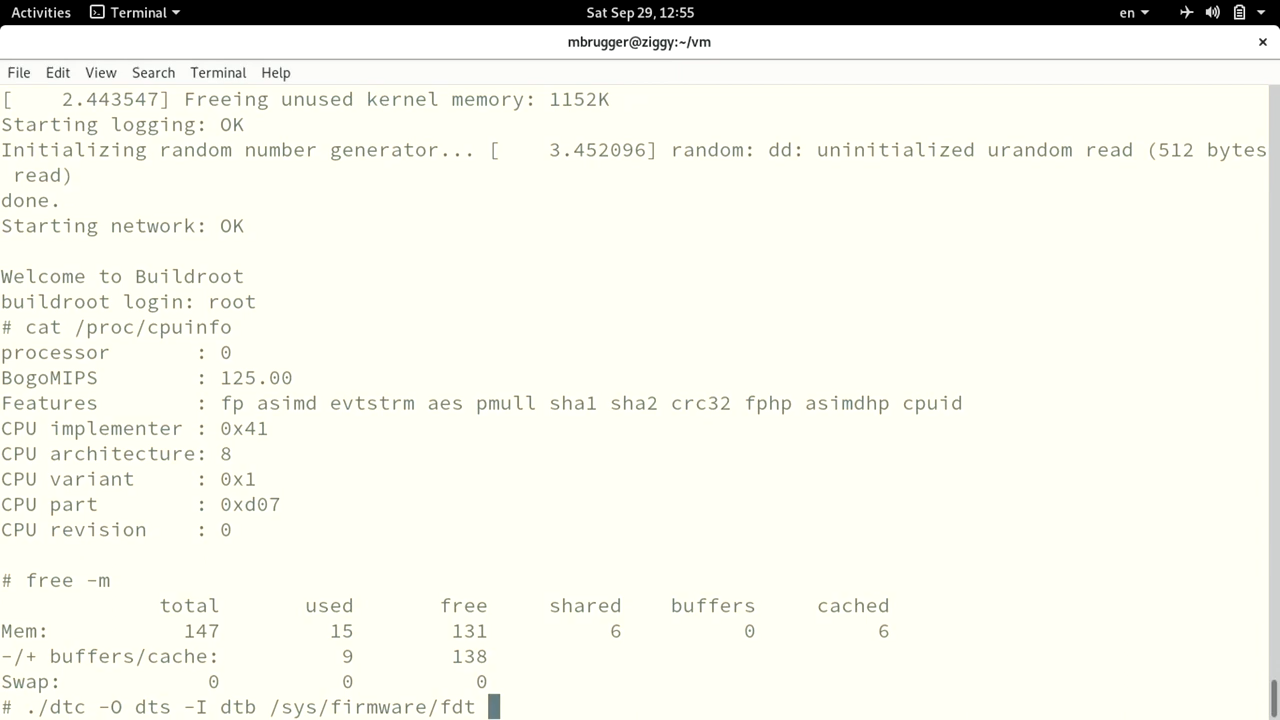 Activities Terminal Sat Sep 29, 12:55 en
mbrugger@ziggy:~/vm ×
File Edit View Search Terminal Help
[    2.443547] Freeing unused kernel memory: 1152K
Starting logging: OK
Initializing random number generator... [    3.452096] random: dd: uninitialized urandom read (512 bytes
 read)
done.
Starting network: OK
Welcome to Buildroot
buildroot login: root
# cat /proc/cpuinfo
processor       : 0
BogoMIPS        : 125.00
Features        : fp asimd evtstrm aes pmull sha1 sha2 crc32 fphp asimdhp cpuid
CPU implementer : 0x41
CPU architecture: 8
CPU variant     : 0x1
CPU part        : 0xd07
CPU revision    : 0
# free -m
             total       used       free     shared    buffers     cached
Mem:           147         15        131          6          0          6
-/+ buffers/cache:          9        138
Swap:            0          0          0
# ./dtc -O dts -I dtb /sys/firmware/fdt